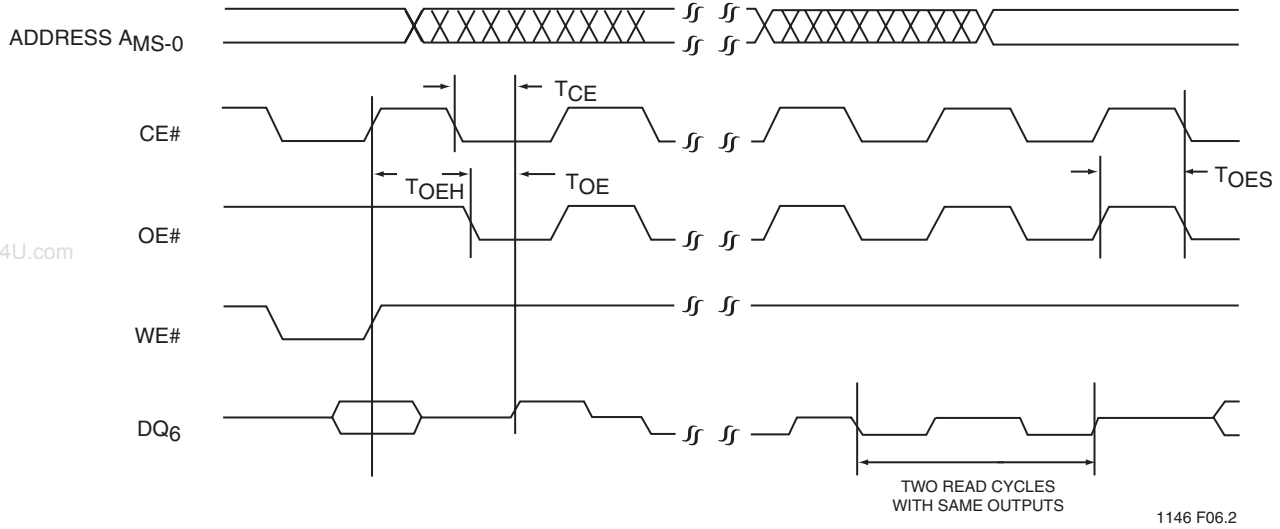 ADDRESS AMS-0
TCE
CE#
TOEH
TOE
TOES
OE#
4U.com
WE#
DQ6
TWO READ CYCLES
WITH SAME OUTPUTS
1146 F06.2